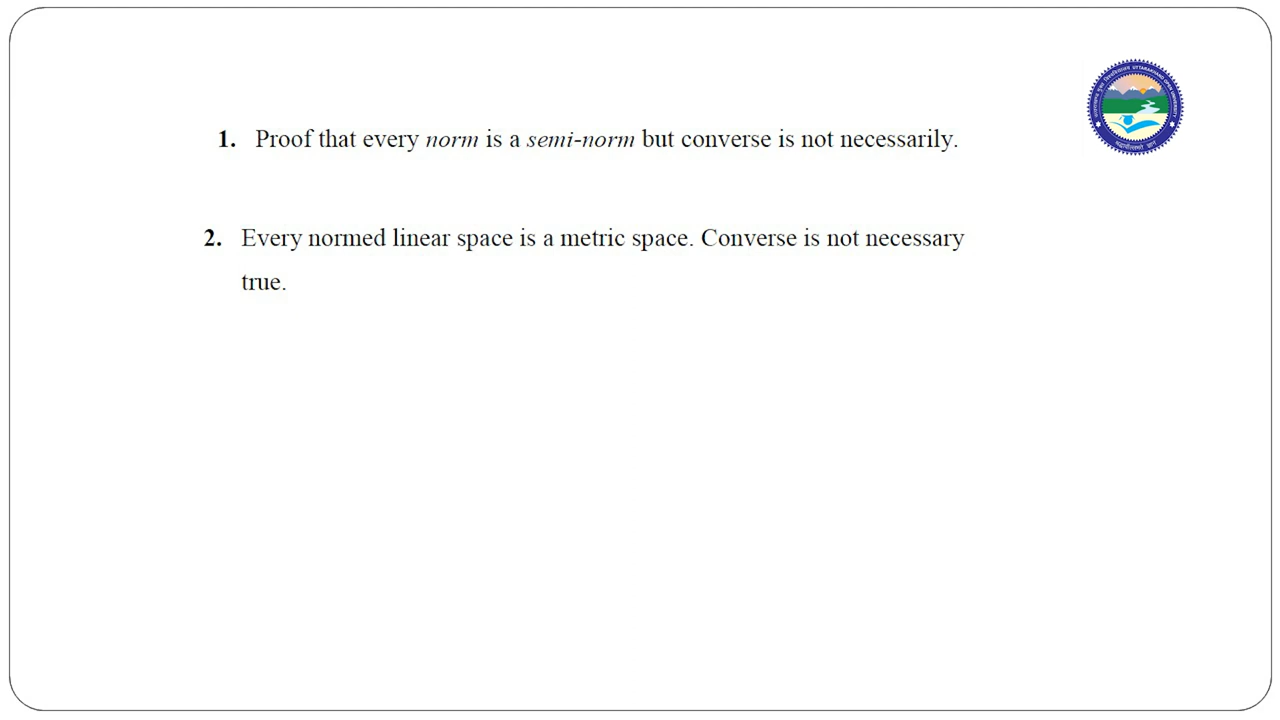 1. Proof that every norm is a semi-norm but converse is not necessarily.
2. Every normed linear space is a metric space. Converse is not necessary
true.